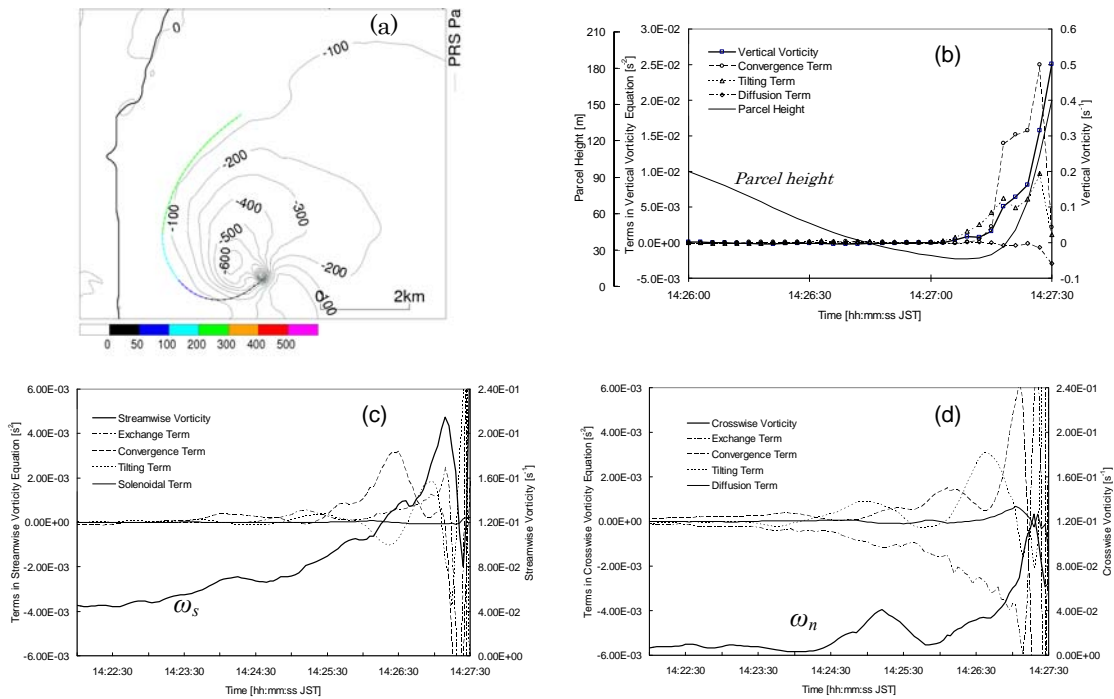 (a)
0
-100
PRS Pa
-200
-300
-400
-100
-500
-600
-200
0
2km
-100
0 50 100 200 300 400 500
(b)
210
180
150
120
90
60
30
0
Parcel Height [m]
3.0E-02
2.5E-02
2.0E-02
1.5E-02
1.0E-02
5.0E-03
0.0E+00
-5.0E-03
Terms in Vertical Vorticity Equation [s-2]
Vertical Vorticity
Convergence Term
Tilting Term
Diffusion Term
Parcel Height
Parcel height
0.6
0.5
0.4
0.3
0.2
0.1
0
-0.1
Vertical Vorticity [s-1]
14:26:00 14:26:30 14:27:00 14:27:30
Time [hh:mm:ss JST]
(c)
6.00E-03
4.00E-03
2.00E-03
0.00E+00
-2.00E-03
-4.00E-03
-6.00E-03
Terms in Streamwise Vorticity Equation [s-2]
Streamwise Vorticity
Exchange Term
Convergence Term
Tilting Term
Solenoidal Term
ωs
2.40E-01
2.00E-01
1.60E-01
1.20E-01
8.00E-02
4.00E-02
0.00E+00
Streamwise Vorticity [s-1]
14:22:30 14:23:30 14:24:30 14:25:30 14:26:30 14:27:30
Time [hh:mm:ss JST]
(d)
6.00E-03
4.00E-03
2.00E-03
0.00E+00
-2.00E-03
-4.00E-03
-6.00E-03
Terms in Crosswise Vorticity Equation [s-2]
Crosswise Vorticity
Exchange Term
Convergence Term
Tilting Term
Diffusion Term
ωn
2.40E-01
2.00E-01
1.60E-01
1.20E-01
8.00E-02
4.00E-02
0.00E+00
Crosswise Vorticity [s-1]
14:22:30 14:23:30 14:24:30 14:25:30 14:26:30 14:27:30
Time [hh:mm:ss JST]